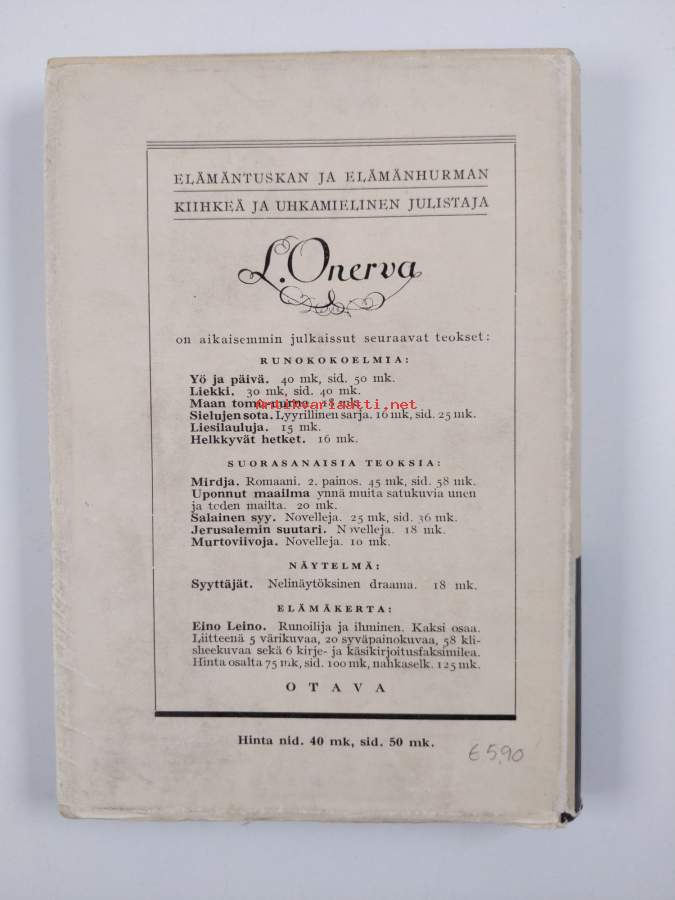 ELÄMÄNTUSKAN JA ELÄMÄNHURMAN
KIIHKEÄ JA UHKAMIELINEN JULISTAJA
L. Onerva
on aikaisemmin julkaissut seuraavat teokset:
RUNOKOKOELMIA:
Yö ja päivä. 40 mk, sid. 50 mk.
Liekki. 30 mk, sid. 40 mk.
Maan tomu 18 mk.
Antikvariaatti.net
Sielujen sota. Lyyrillinen sarja. 16 mk, sid. 25 mk.
Liesilauluja. 15 mk.
Helkkyvät hetket. 16 mk.
SUORASANAISIA TEOKSIA:
Mirdja. Romaani. 2. painos. 45 mk, sid. 58 mk.
Uponnut maailma ynnä muita satukuvia unen
ja toden mailta. 20 mk.
Salainen syy. Novelleja. 25 mk, sid. 36 mk.
Jerusalemin suutari. Novelleja. 18 mk.
Murtoviivoja. Novelleja. 10 mk.
NÄYTELMÄ:
Syyttäjät. Nelinäytöksinen draama. 18 mk.
ELÄMÄKERTA:
Eino Leino. Runoilija ja ihminen. Kaksi osaa.
Liitteenä 5 värikuvaa, 20 syväpainokuvaa, 58 kli-
sheekuvaa sekä 6 kirje- ja käsikirjoitusfaksimilea.
Hinta osalta 75 mk, sid. 100 mk, nahkaselk. 125 mk.
OTAVA
Hinta nid. 40 mk, sid. 50 mk.
€ 5,90